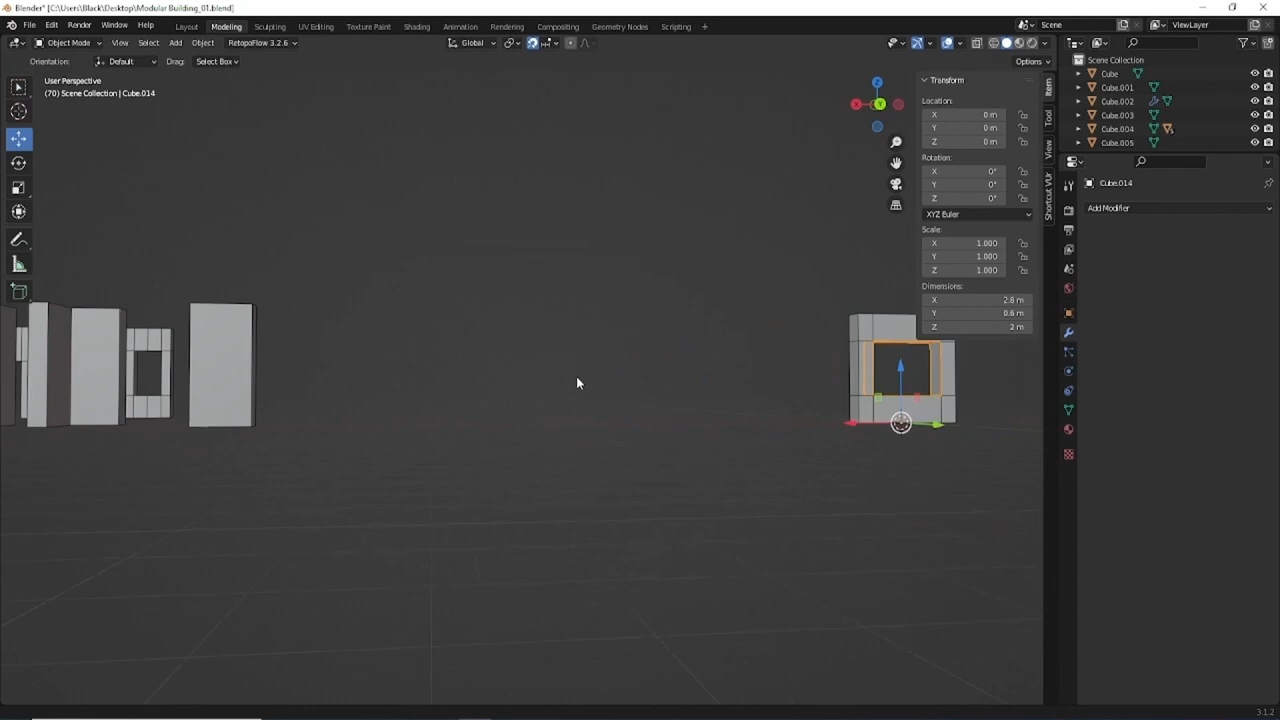 Blender* [C:\Users\Black\Desktop\Modular Building_01.blend]
File Edit Render Window Help Layout Modeling Sculpting UV Editing Texture Paint Shading Animation Rendering Compositing Geometry Nodes Scripting + Scene ViewLayer
Object Mode View Select Add Object RetopoFlow 3.2.6 Global
Orientation: Default Drag: Select Box Options
User Perspective
(70) Scene Collection | Cube.014
Z
X
Y
Transform
Location:
X 0 m
Y 0 m
Z 0 m
Rotation:
X 0°
Y 0°
Z 0°
XYZ Euler
Scale:
X 1.000
Y 1.000
Z 1.000
Dimensions:
X 2.8 m
Y 0.6 m
Z 2 m
Item
Tool
View
Shortcut VUr
Scene Collection
Cube
Cube.001
Cube.002
Cube.003
Cube.004
Cube.005
Cube.014
Add Modifier
3.1.2